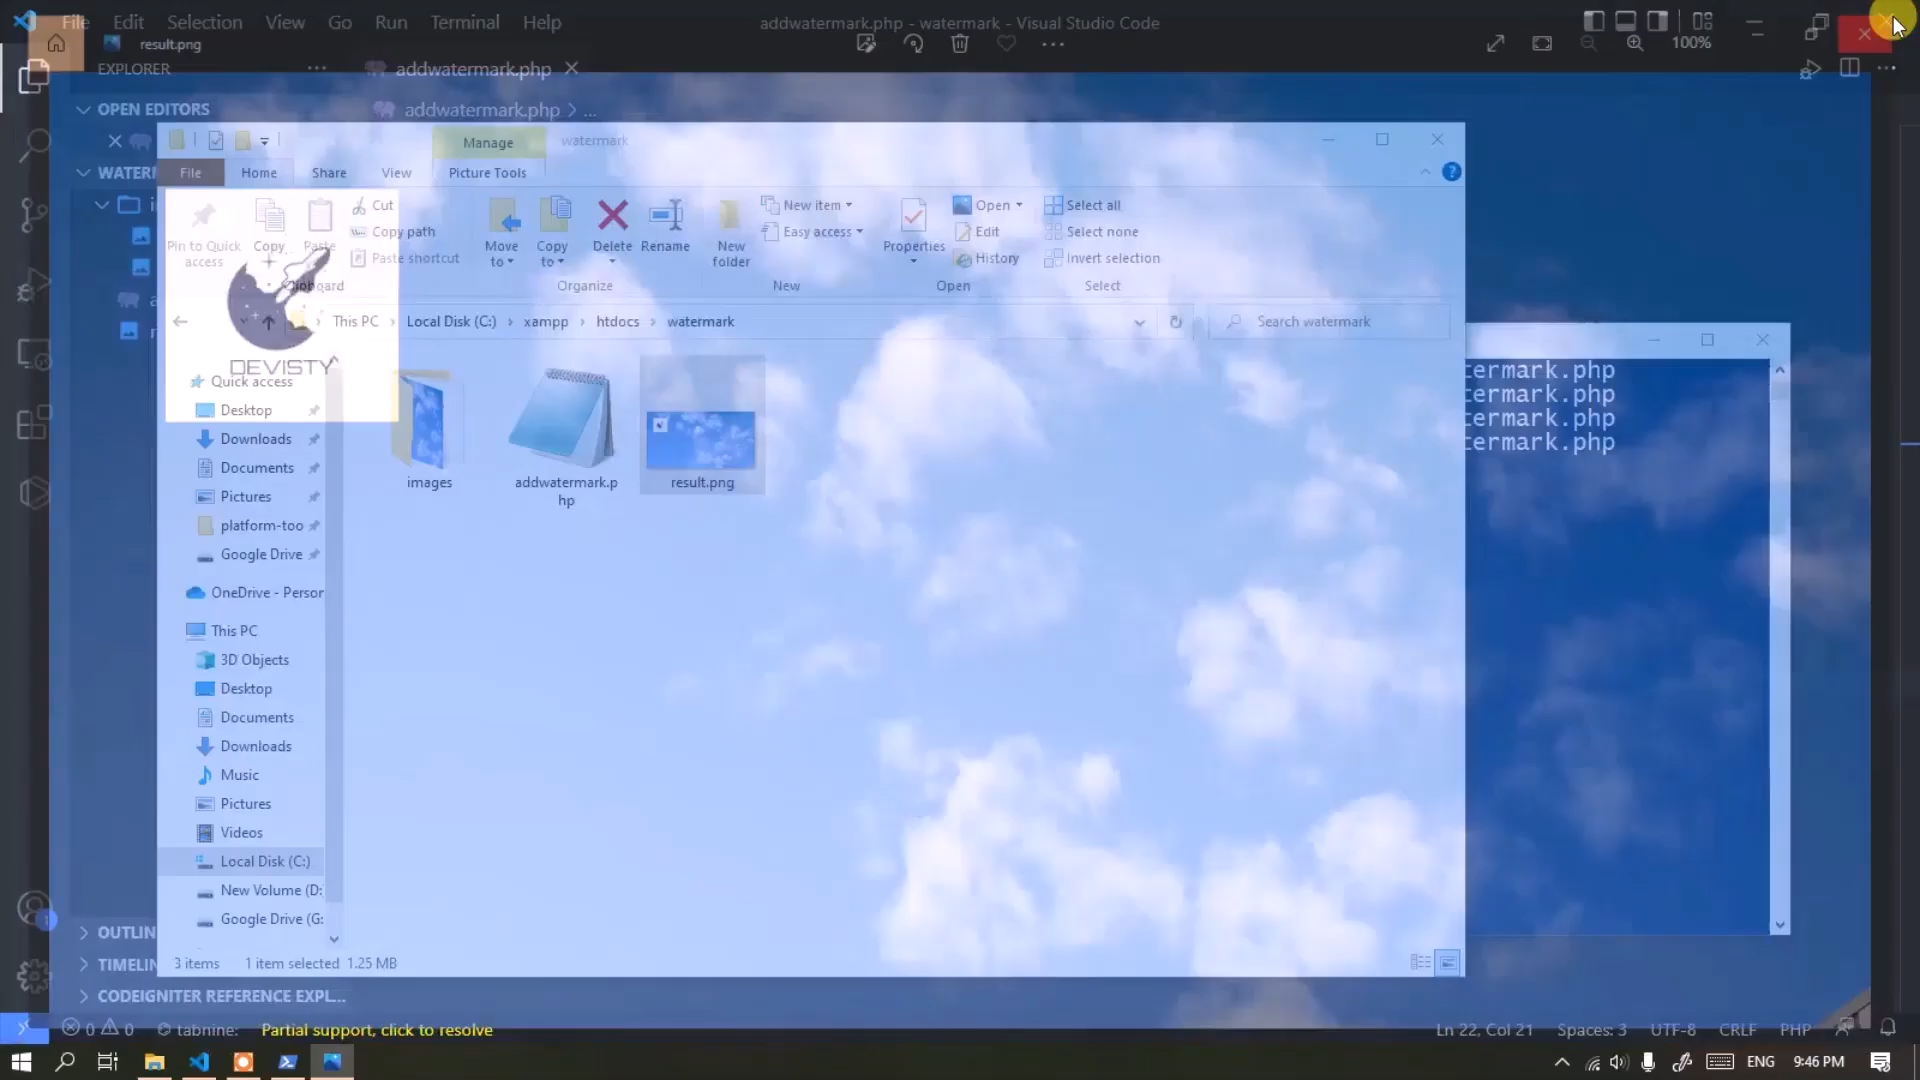 File Edit Selection View Go Run Terminal Help
addwatermark.php - watermark - Visual Studio Code
result.png
100%
EXPLORER
addwatermark.php
OPEN EDITORS
addwatermark.php > ...
Manage
watermark
File Home Share View Picture Tools
Pin to Quick access
Copy
Paste
Cut
Copy path
Paste shortcut
Move to
Copy to
Delete
Rename
New folder
New item
Easy access
Properties
Open
Edit
History
Select all
Select none
Invert selection
Organize
New
Open
Select
This PC > Local Disk (C:) > xampp > htdocs > watermark
Search watermark
DEVISTY
Quick access
Desktop
Downloads
Documents
Pictures
platform-too
Google Drive
OneDrive - Persor
This PC
3D Objects
Desktop
Documents
Downloads
Music
Pictures
Videos
Local Disk (C:)
New Volume (D:
Google Drive (G:
images
addwatermark.p
hp
result.png
termark.php
termark.php
termark.php
termark.php
3 items 1 item selected 1.25 MB
OUTLIN
TIMELIN
CODEIGNITER REFERENCE EXPL...
0 0 tabnine: Partial support, click to resolve
Ln 22, Col 21 Spaces: 3 UTF-8 CRLF PHP
ENG 9:46 PM